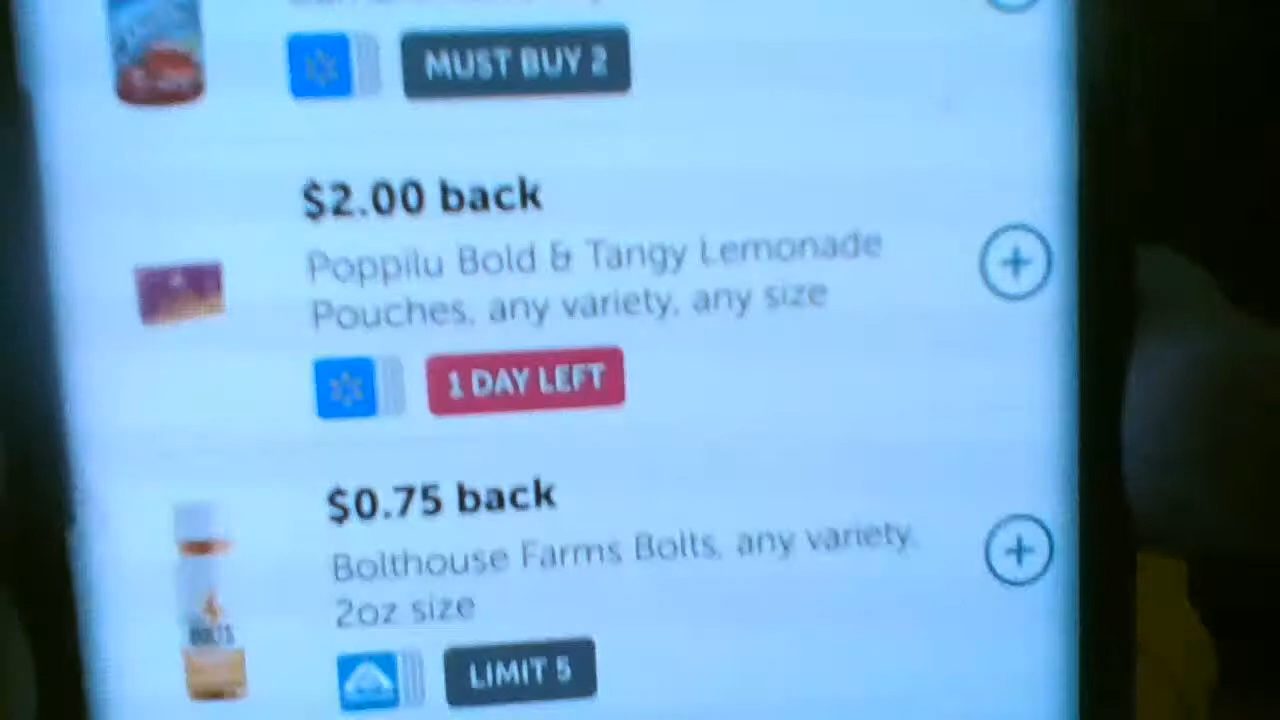 MUST BUY 2
$2.00 back
Poppilu Bold & Tangy Lemonade
Pouches, any variety, any size
1 DAY LEFT
$0.75 back
Bolthouse Farms Bolts, any variety,
2oz size
LIMIT 5